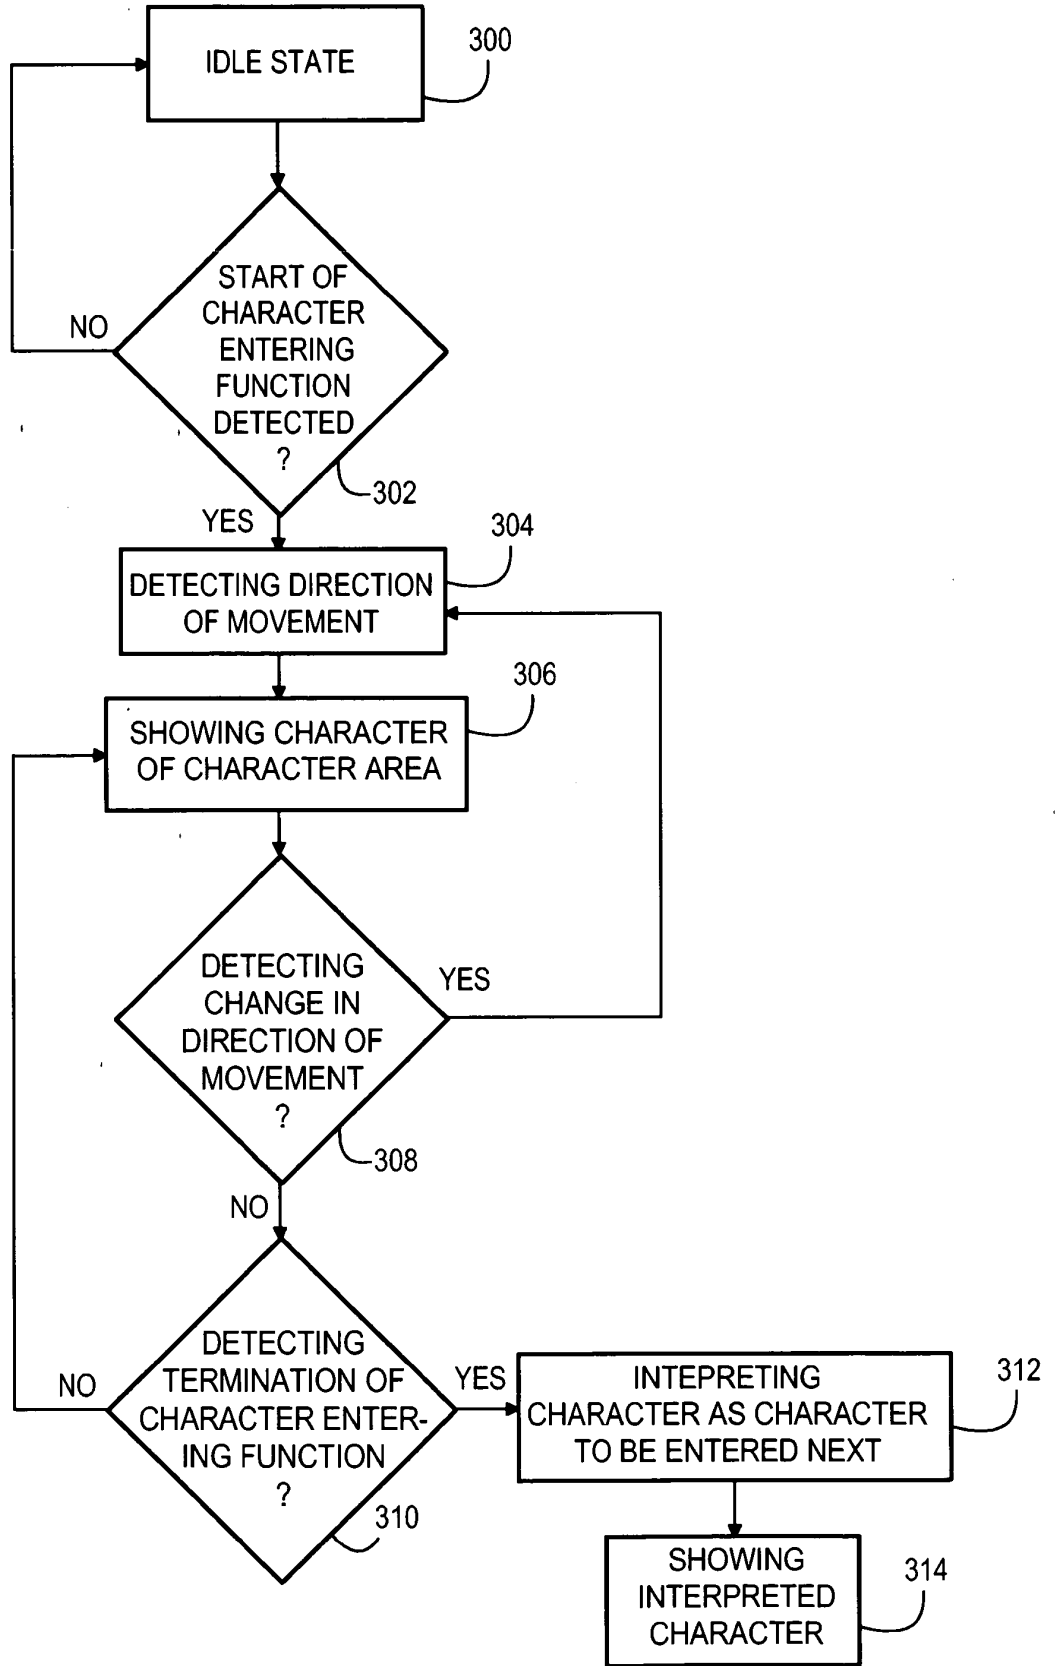 IDLE STATE
300
START OF
CHARACTER
ENTERING
FUNCTION
DETECTED
?
NO
302
YES
304
DETECTING DIRECTION
OF MOVEMENT
306
SHOWING CHARACTER
OF CHARACTER AREA
DETECTING
CHANGE IN
DIRECTION OF
MOVEMENT
?
YES
308
NO
DETECTING
TERMINATION OF
CHARACTER ENTER-
ING FUNCTION
?
NO
YES
310
INTEPRETING
CHARACTER AS CHARACTER
TO BE ENTERED NEXT
312
SHOWING
INTERPRETED
CHARACTER
314